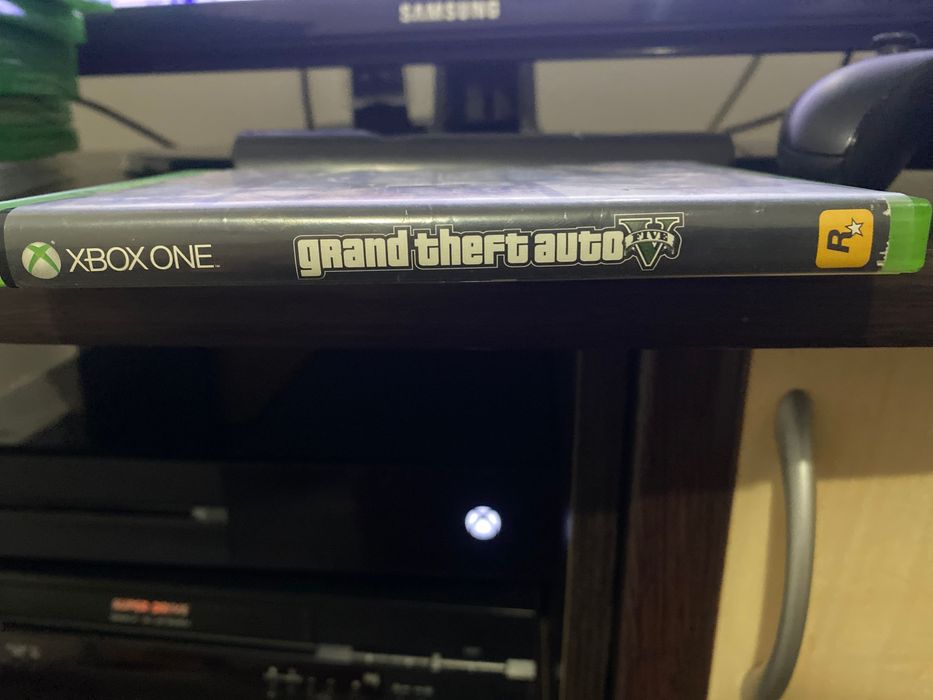 SAMSUNG
XBOX ONE
grand theft auto V
FIVE
R